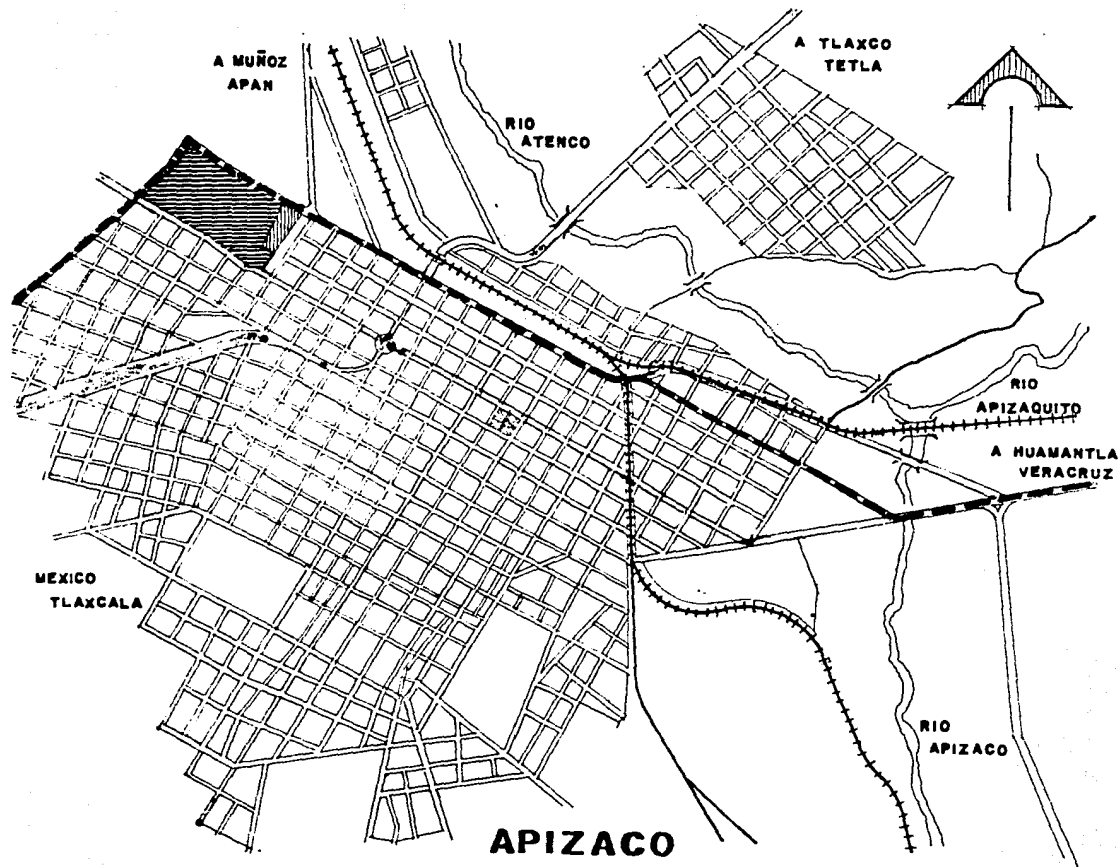 A MUÑOZ
APAN
A TLAXCO
TETLA
RIO
ATENCO
RIO
APIZAQUITO
A HUAMANTLA
VERACRUZ
MEXICO
TLAXCALA
RIO
APIZACO
APIZACO